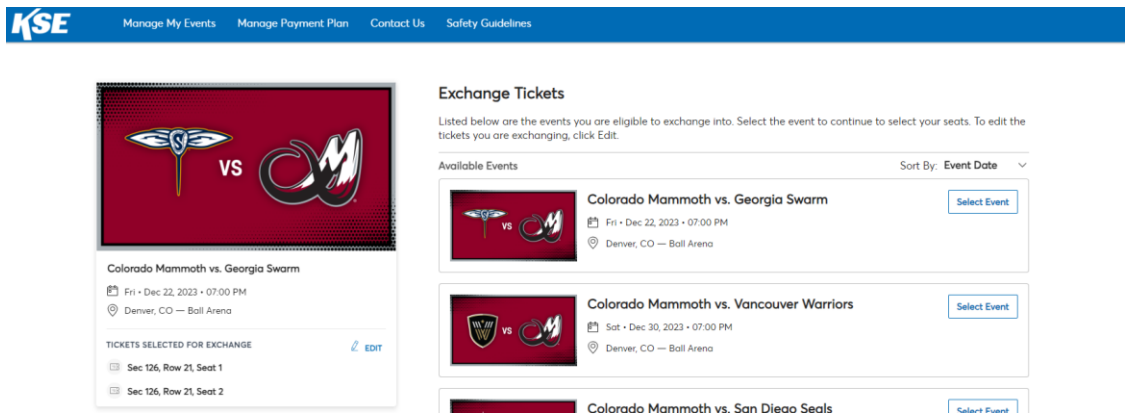 KSE
Manage My Events Manage Payment Plan Contact Us Safety Guidelines
S VS
Colorado Mammoth vs. Georgia Swarm
Fri • Dec 22, 2023 • 07:00 PM
Denver, CO — Ball Arena
TICKETS SELECTED FOR EXCHANGE EDIT
Sec 126, Row 21, Seat 1
Sec 126, Row 21, Seat 2
Exchange Tickets
Listed below are the events you are eligible to exchange into. Select the event to continue to select your seats. To edit the
tickets you are exchanging, click Edit.
Available Events Sort By: Event Date
VS
Colorado Mammoth vs. Georgia Swarm
Select Event
Fri • Dec 22, 2023 • 07:00 PM
Denver, CO — Ball Arena
VS
Colorado Mammoth vs. Vancouver Warriors
Select Event
Sat • Dec 30, 2023 • 07:00 PM
Denver, CO — Ball Arena
Colorado Mammoth vs. San Diego Seals
Select Event